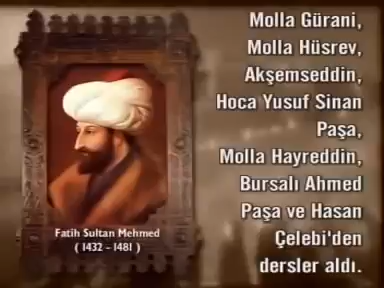 Molla Gürani,
Molla Hüsrev,
Akşemseddin,
Hoca Yusuf Sinan
Paşa,
Molla Hayreddin,
Bursalı Ahmed
Paşa ve Hasan
Çelebi'den
dersler aldı.
Fatih Sultan Mehmed
( 1432 - 1481 )